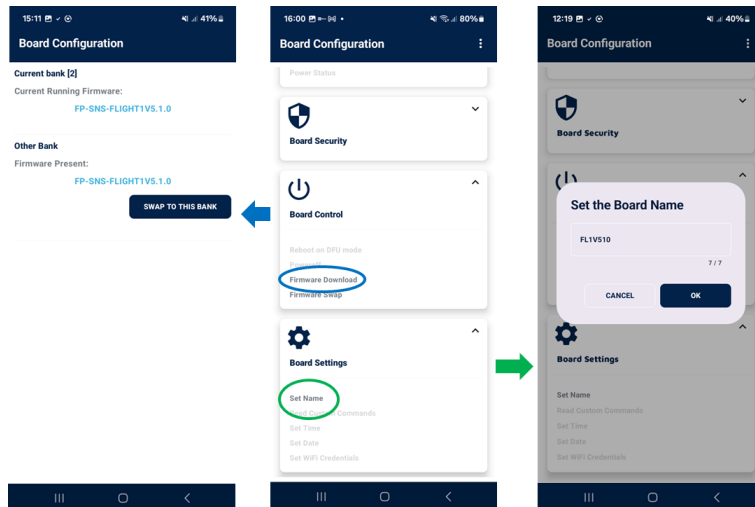 15:11
41%
Board Configuration
Current bank [2]
Current Running Firmware:
FP-SNS-FLIGHT1V5.1.0
Other Bank
Firmware Present:
FP-SNS-FLIGHT1V5.1.0
SWAP TO THIS BANK
16:00
80%
Board Configuration
Power Status
Board Security
Board Control
Reboot on DFU mode
Poweroff
Firmware Download
Firmware Swap
Board Settings
Set Name
Read Custom Commands
Set Time
Set Date
Set WiFi Credentials
12:19
40%
Board Configuration
Board Security
Set the Board Name
FL1V510
7 / 7
CANCEL
OK
Board Settings
Set Name
Read Custom Commands
Set Time
Set Date
Set WiFi Credentials